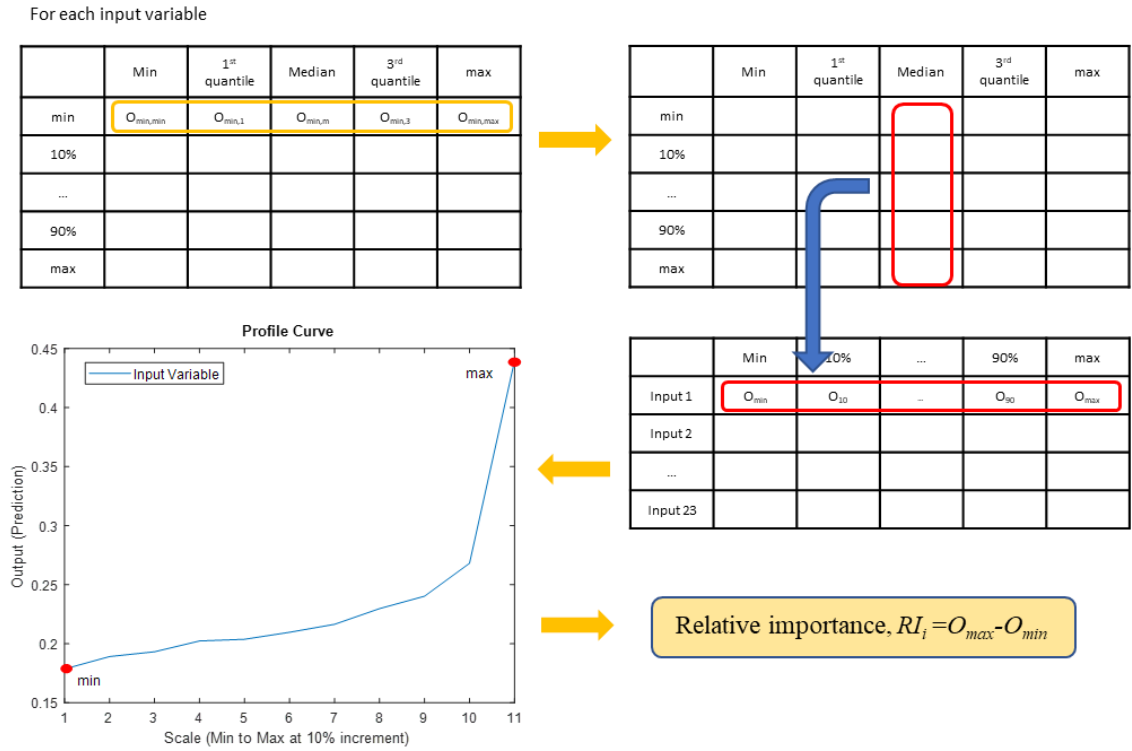 For each input variable
Min 1st quantile Median 3rd quantile max
min Omin,min Omin,1 Omin,m Omin,3 Omin,max
10%
...
90%
max
Min 1st quantile Median 3rd quantile max
min
10%
...
90%
max
Min 10% ... 90% max
Input 1 Omin O10 .. O90 Omax
Input 2
...
Input 23
Profile Curve
Input Variable
max
min
0.45
0.4
0.35
0.3
0.25
0.2
0.15
Output (Prediction)
1 2 3 4 5 6 7 8 9 10 11
Scale (Min to Max at 10% increment)
Relative importance, RIi =Omax-Omin